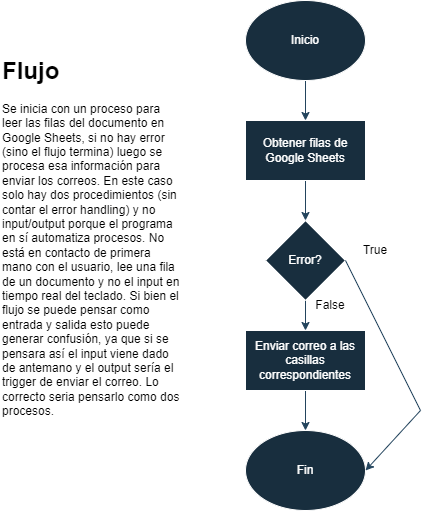 Flujo
Se inicia con un proceso para
leer las filas del documento en
Google Sheets, si no hay error
(sino el flujo termina) luego se
procesa esa información para
enviar los correos. En este caso
solo hay dos procedimientos (sin
contar el error handling) y no
input/output porque el programa
en sí automatiza procesos. No
está en contacto de primera
mano con el usuario, lee una fila
de un documento y no el input en
tiempo real del teclado. Si bien el
flujo se puede pensar como
entrada y salida esto puede
generar confusión, ya que si se
pensara así el input viene dado
de antemano y el output sería el
trigger de enviar el correo. Lo
correcto seria pensarlo como dos
procesos.
Inicio
Obtener filas de
Google Sheets
Error?
True
False
Enviar correo a las
casillas
correspondientes
Fin